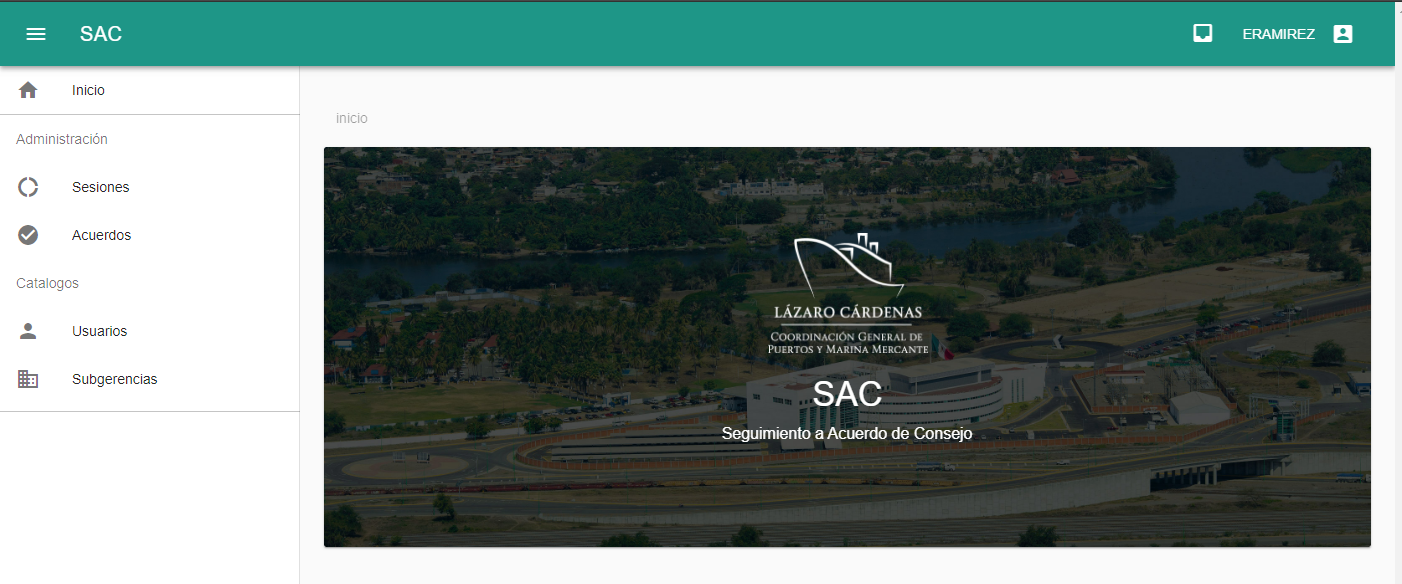 SAC
ERAMIREZ
Inicio
Administración
Sesiones
Acuerdos
Catalogos
Usuarios
Subgerencias
inicio
LÁZARO CÁRDENAS
COORDINACIÓN GENERAL DE
PUERTOS Y MARINA MERCANTE
SAC
Seguimiento a Acuerdo de Consejo